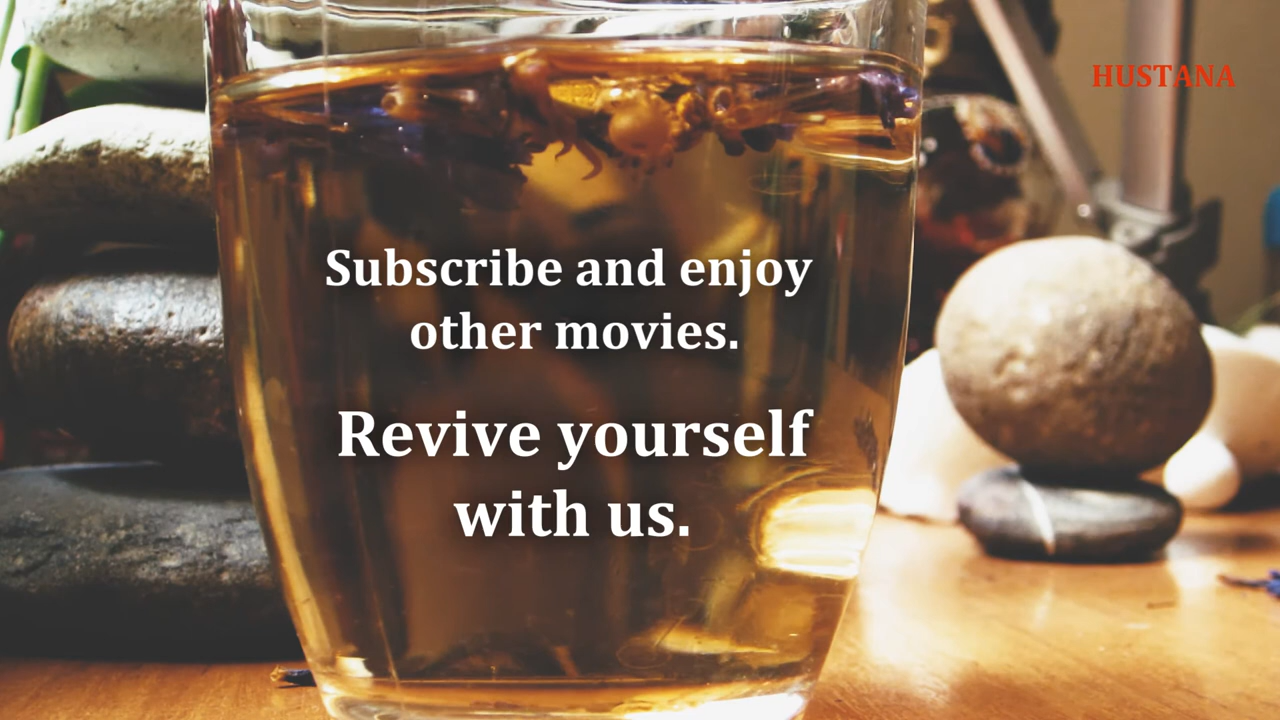 HUSTANA
Subscribe and enjoy
other movies.
Revive yourself
with us.